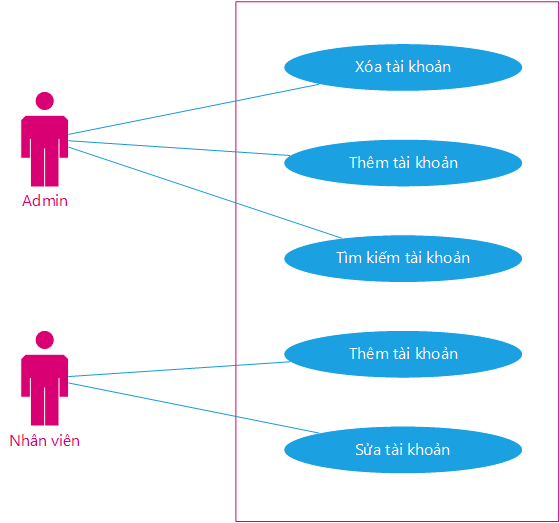 Xóa tài khoản
Thêm tài khoản
Admin
Tìm kiếm tài khoản
Thêm tài khoản
Nhân viên
Sửa tài khoản